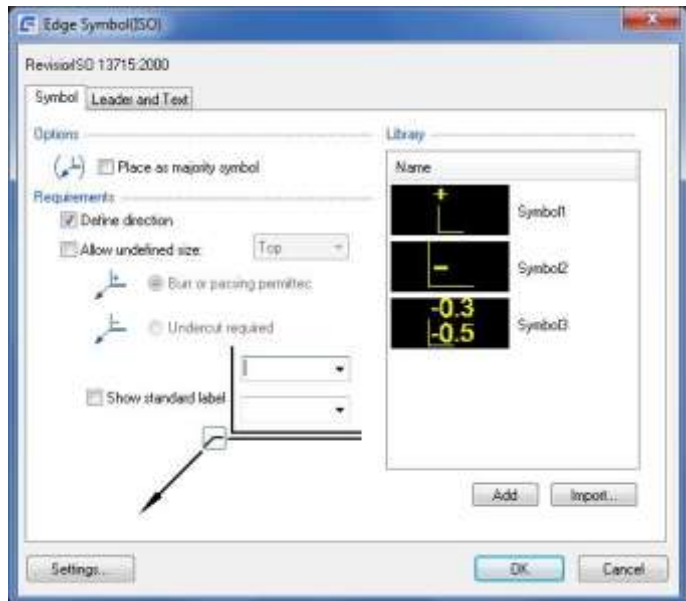 Edge Symbol(ISO)
RevisionISO 13715:2000
Symbol
Leader and Text
Options
Place as majority symbol
Requirements
Define direction
Allow undefined size:
Top
Burr or passing permitted
Undercut required
Show standard label
Library
Name
+
Symbol1
-
Symbol2
-0.3
-0.5
Symbol3
Add
Import...
Settings...
OK
Cancel